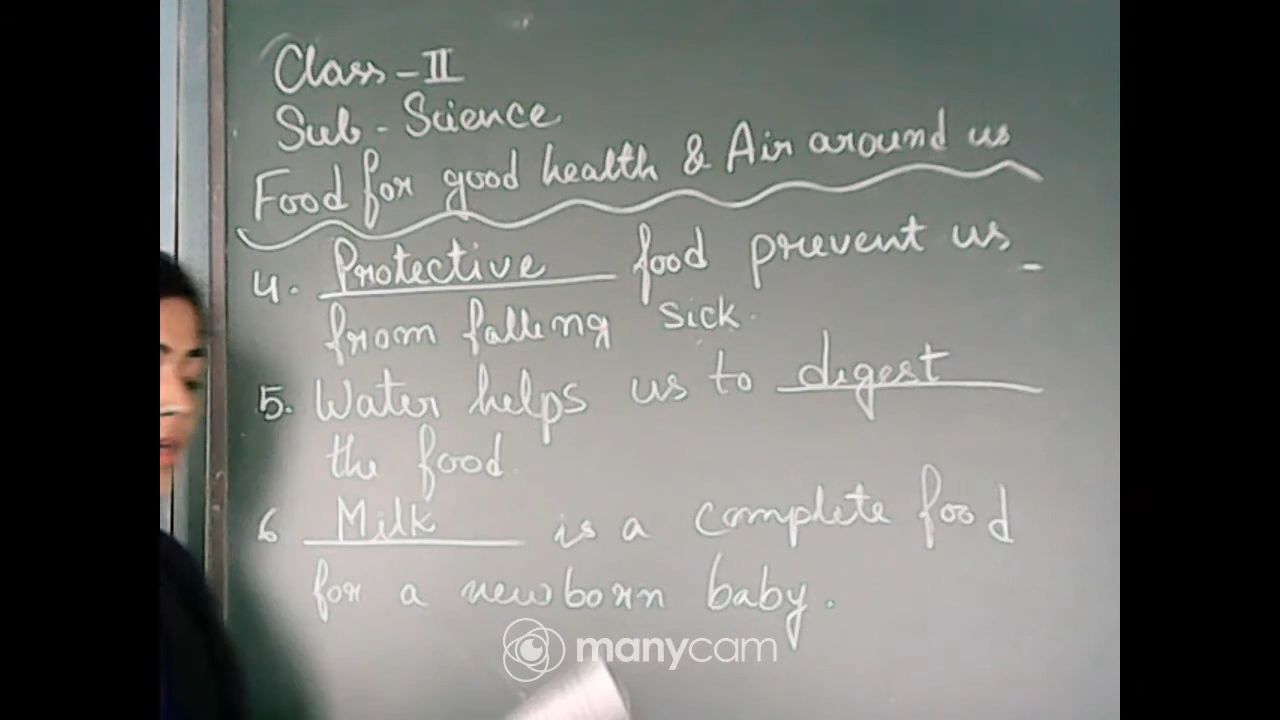 Class - II
Sub - Science
Food for good health & Air around us
4. Protective food prevent us
from falling sick.
5. Water helps us to digest
the food.
6 Milk is a complete food
for a newborn baby.
manycam